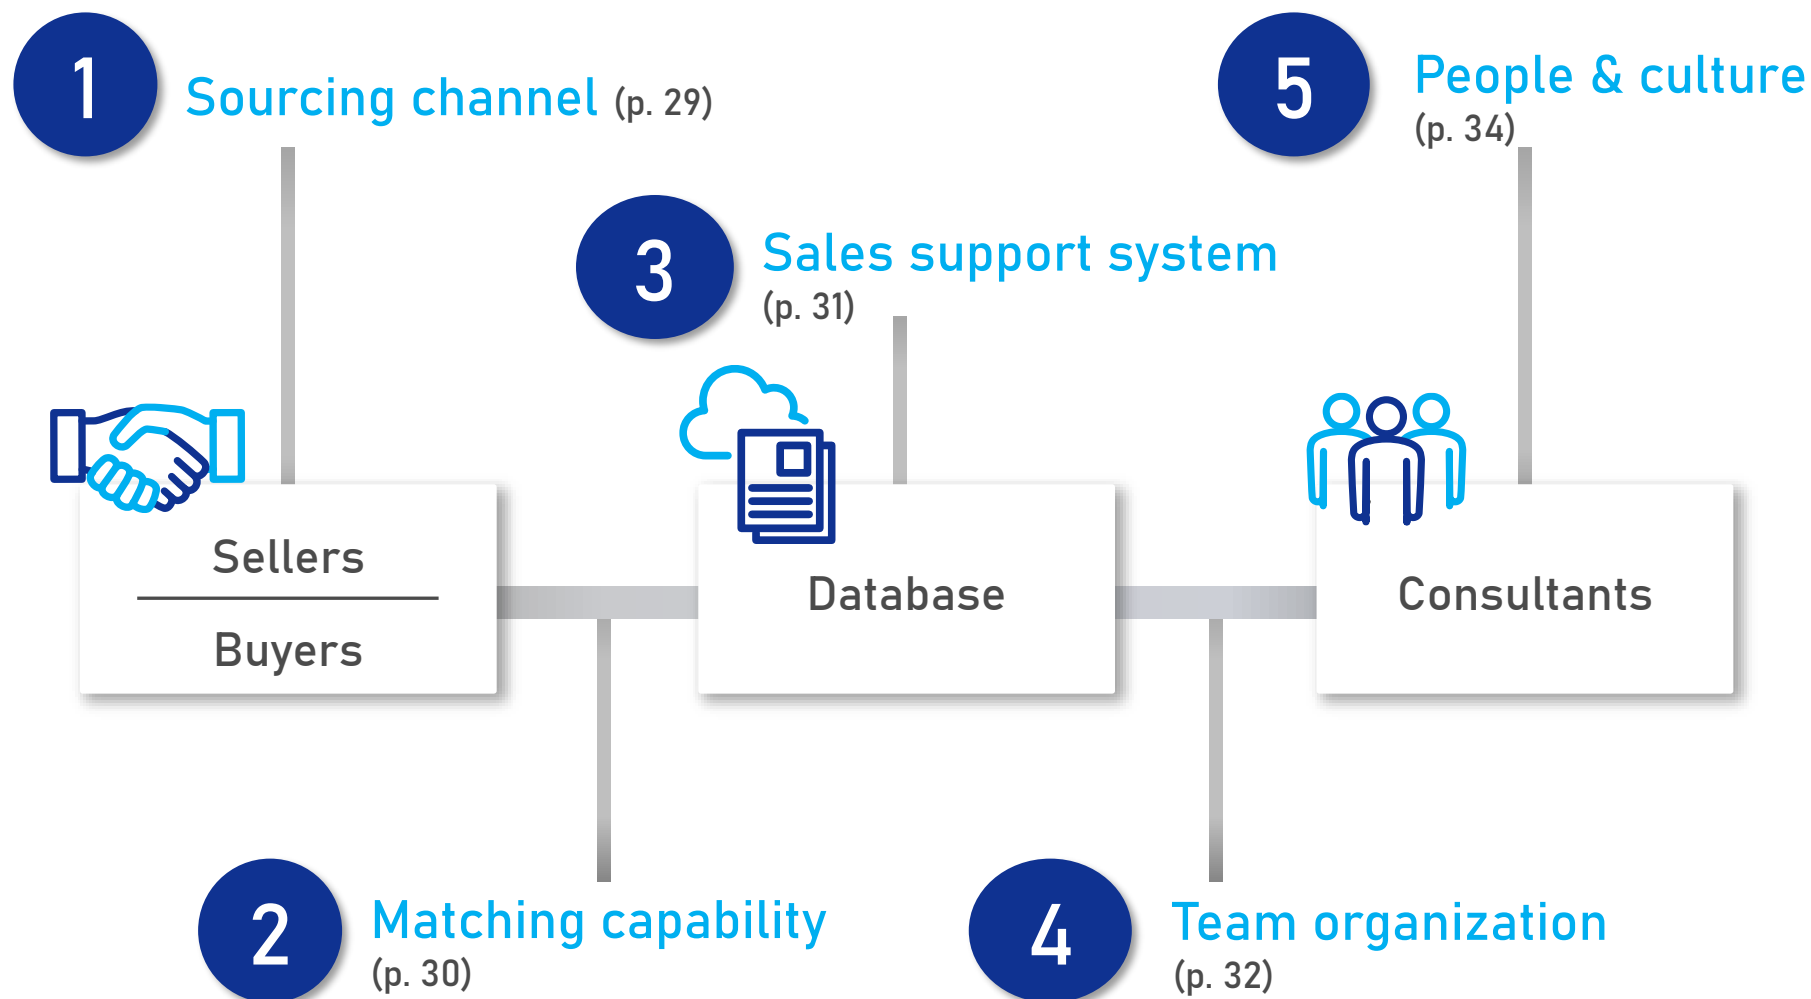 1
Sourcing channel (p. 29)
5
People & culture
(p. 34)
3
Sales support system
(p. 31)
Sellers
Buyers
Database
Consultants
2
Matching capability
(p. 30)
4
Team organization
(p. 32)